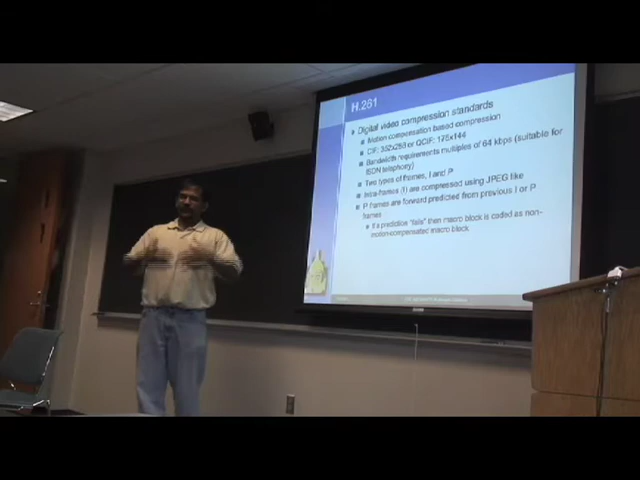 H.261
Digital video compression standards
Motion compensation based compression
CIF: 352x288 or QCIF: 176x144
Bandwidth requirements multiples of 64 kbps (suitable for
ISDN telephony)
Two types of frames, I and P
Intra-frames (I) are compressed using JPEG like
P frames are forward predicted from previous I or P
frames
If a prediction "fails" then macro block is coded as non-
motion-compensated macro block